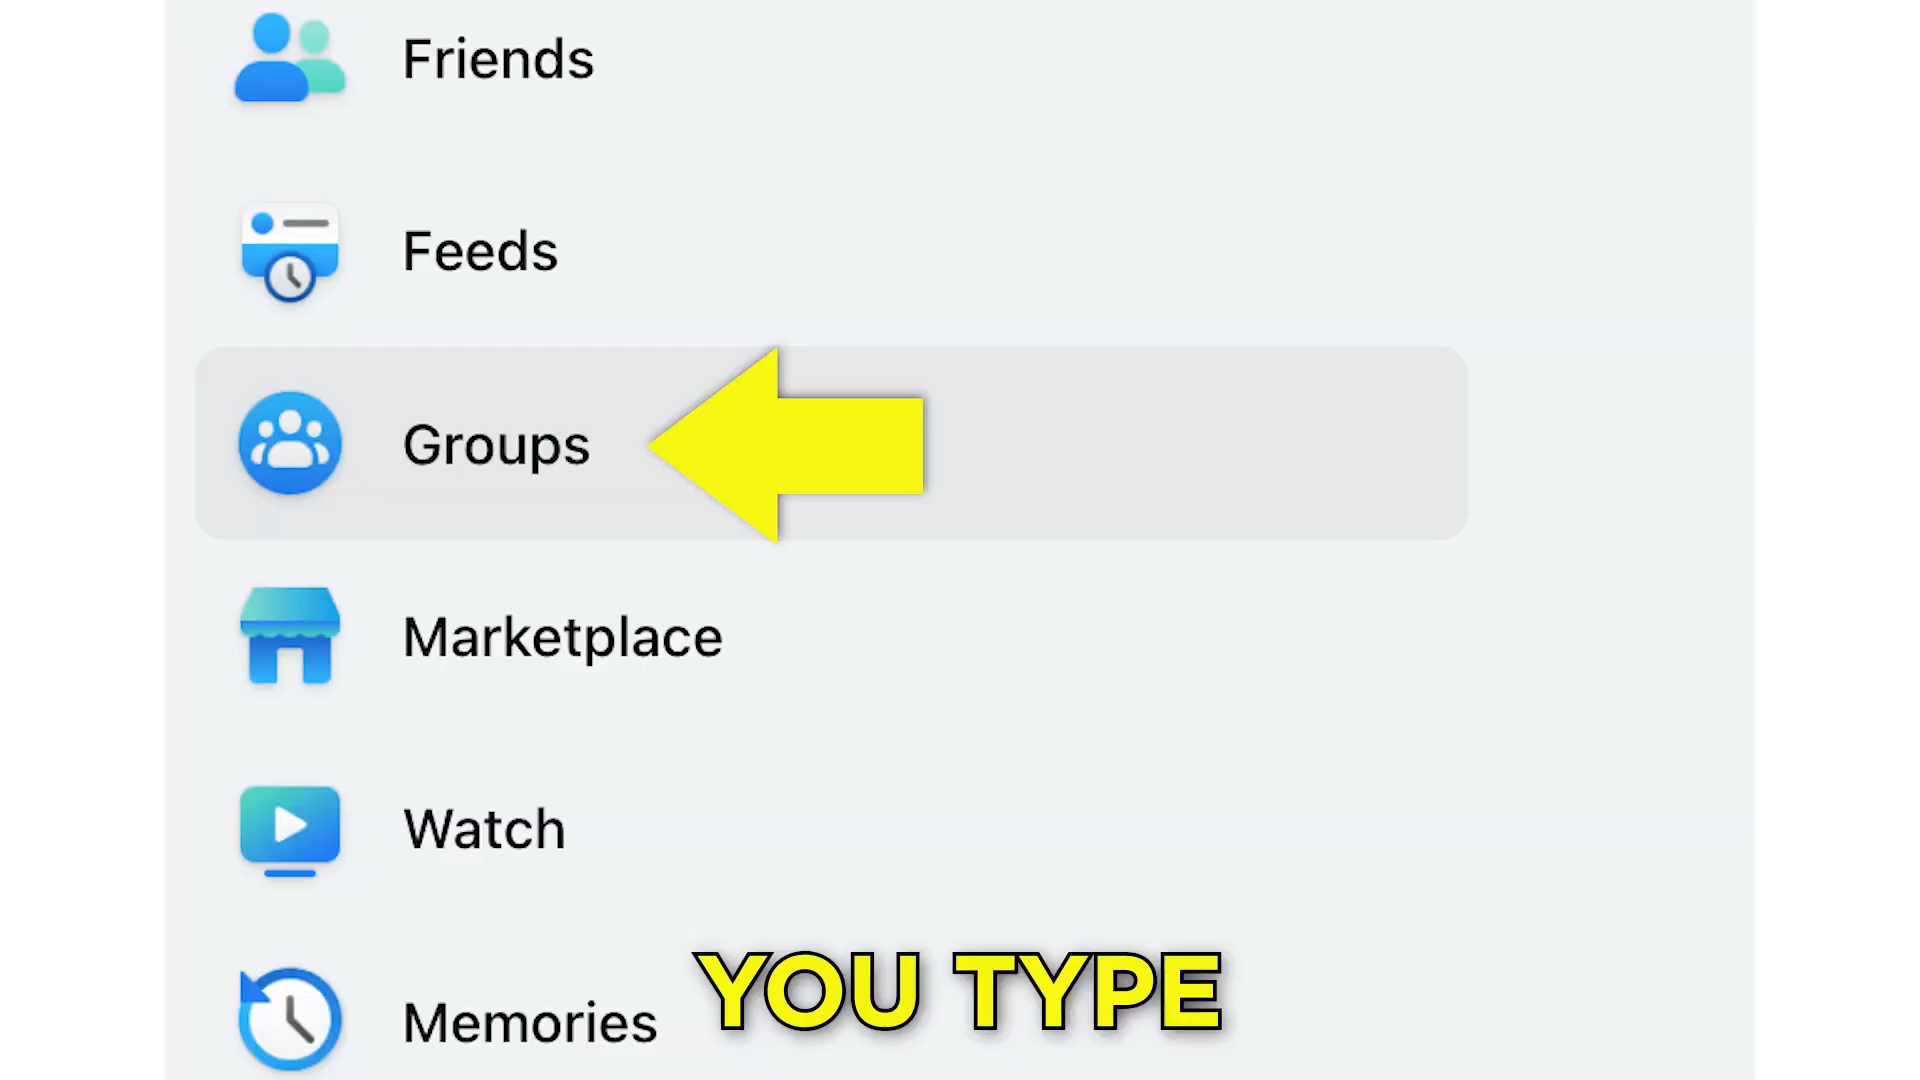 Friends
Feeds
Groups
Marketplace
Watch
Memories
YOU TYPE